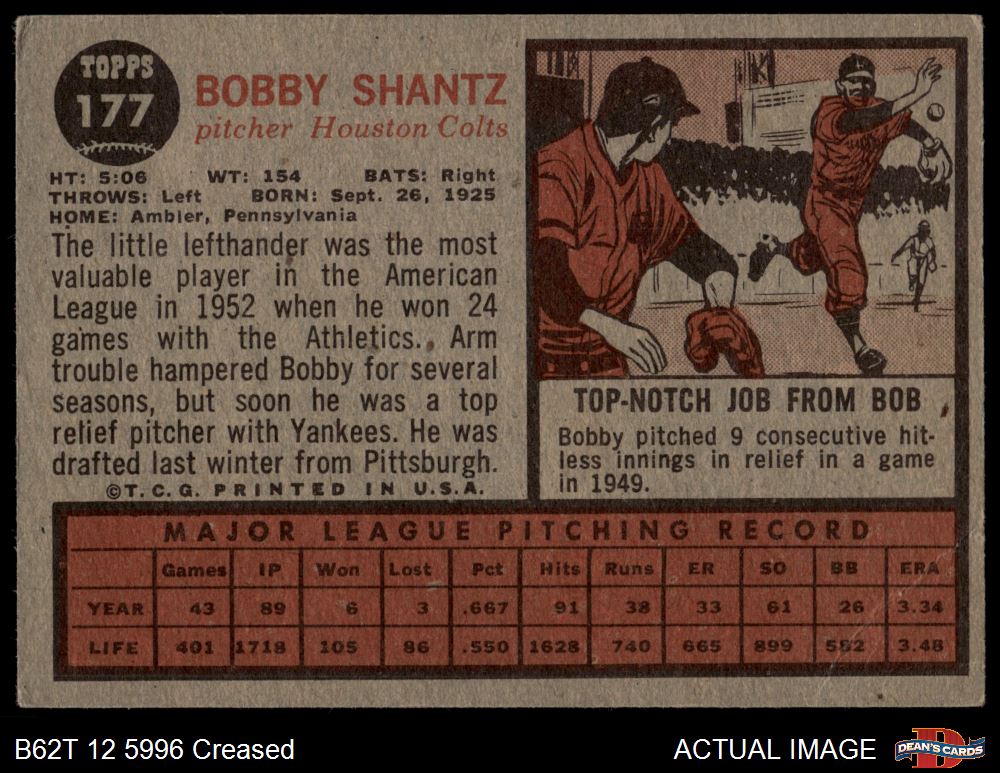 TOPPS
177
BOBBY SHANTZ
pitcher Houston Colts
HT: 5:06 WT: 154 BATS: Right
THROWS: Left BORN: Sept. 26, 1925
HOME: Ambler, Pennsylvania
The little lefthander was the most
valuable player in the American
League in 1952 when he won 24
games with the Athletics. Arm
trouble hampered Bobby for several
seasons, but soon he was a top
relief pitcher with Yankees. He was
drafted last winter from Pittsburgh.
©T.C.G. PRINTED IN U.S.A.
TOP-NOTCH JOB FROM BOB
Bobby pitched 9 consecutive hit-
less innings in relief in a game
in 1949.
MAJOR LEAGUE PITCHING RECORD
Games IP Won Lost Pct Hits Runs ER SO BB ERA
YEAR 43 89 6 3 .667 91 38 33 61 26 3.34
LIFE 401 1718 105 86 .550 1628 740 665 899 582 3.48
B62T 12 5996 Creased
ACTUAL IMAGE
DEAN'S CARDS